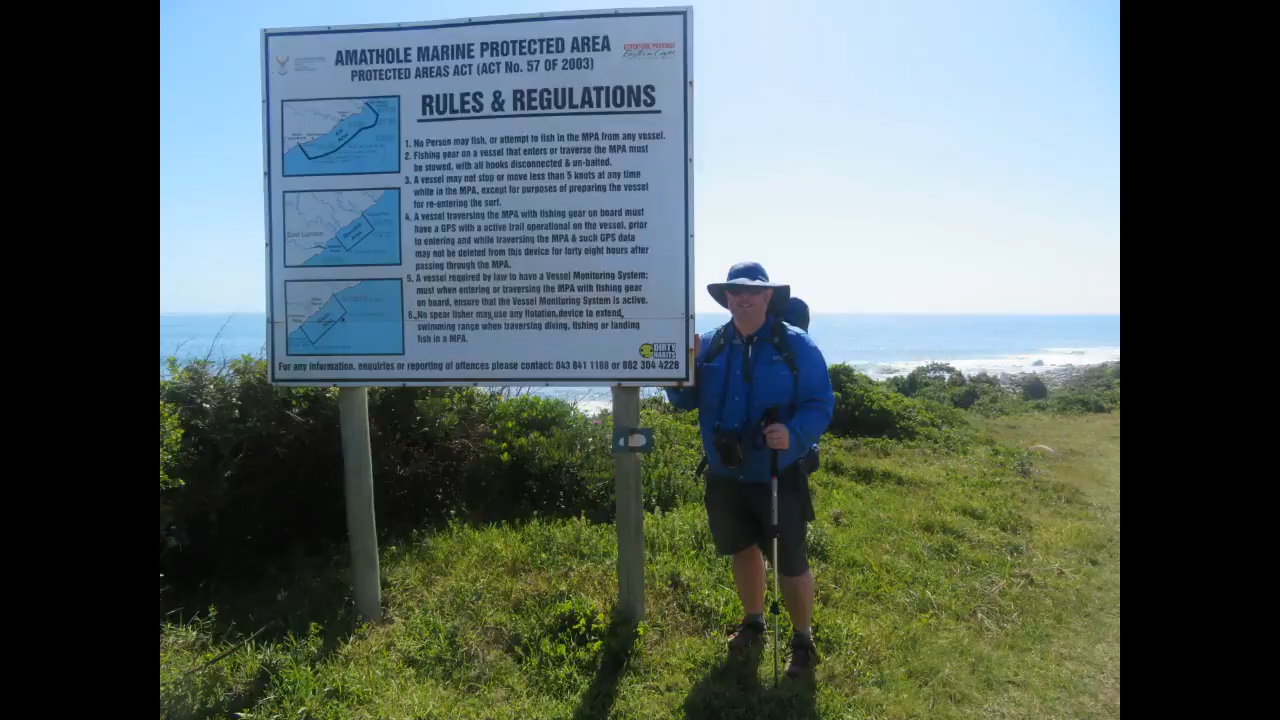 AMATHOLE MARINE PROTECTED AREA
PROTECTED AREAS ACT (ACT No. 57 OF 2003)
ADVENTURE PROVINCE
Eastern Cape
RULES & REGULATIONS
1. No Person may fish, or attempt to fish in the MPA from any vessel.
2. Fishing gear on a vessel that enters or traverse the MPA must
be stowed, with all hooks disconnected & un-baited.
3. A vessel may not stop or move less than 5 knots at any time
while in the MPA, except for purposes of preparing the vessel
for re-entering the surf.
4. A vessel traversing the MPA with fishing gear on board must
have a GPS with a active trail operational on the vessel, prior
to entering and while traversing the MPA & such GPS data
may not be deleted from this device for forty eight hours after
passing through the MPA.
5. A vessel required by law to have a Vessel Monitoring System;
must when entering or traversing the MPA with fishing gear
on board, ensure that the Vessel Monitoring System is active.
6. No spear fisher may use any flotation device to extend
swimming range when traversing diving, fishing or landing
fish in a MPA.
East London
DIRTY
HABITS
For any information, enquiries or reporting of offences please contact: 043 841 1188 or 082 304 4228